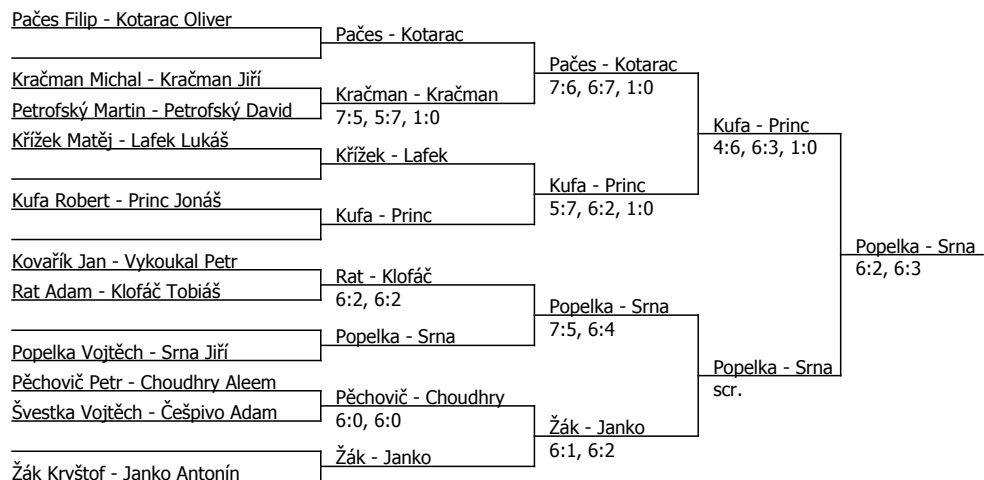 Pačes Filip - Kotarac Oliver
Kračman Michal - Kračman Jiří
Petrofský Martin - Petrofský David
Křížek Matěj - Lafek Lukáš
Kufa Robert - Princ Jonáš
Kovařík Jan - Vykoukal Petr
Rat Adam - Klofáč Tobiáš
Popelka Vojtěch - Srna Jiří
Pěchovič Petr - Choudhry Aleem
Švestka Vojtěch - Češpivo Adam
Žák Kryštof - Janko Antonín
Pačes - Kotarac
Kračman - Kračman
7:5, 5:7, 1:0
Křížek - Lafek
Kufa - Princ
Rat - Klofáč
6:2, 6:2
Popelka - Srna
Pěchovič - Choudhry
6:0, 6:0
Žák - Janko
Pačes - Kotarac
7:6, 6:7, 1:0
Kufa - Princ
5:7, 6:2, 1:0
Popelka - Srna
7:5, 6:4
Žák - Janko
6:1, 6:2
Kufa - Princ
4:6, 6:3, 1:0
Popelka - Srna
scr.
Popelka - Srna
6:2, 6:3